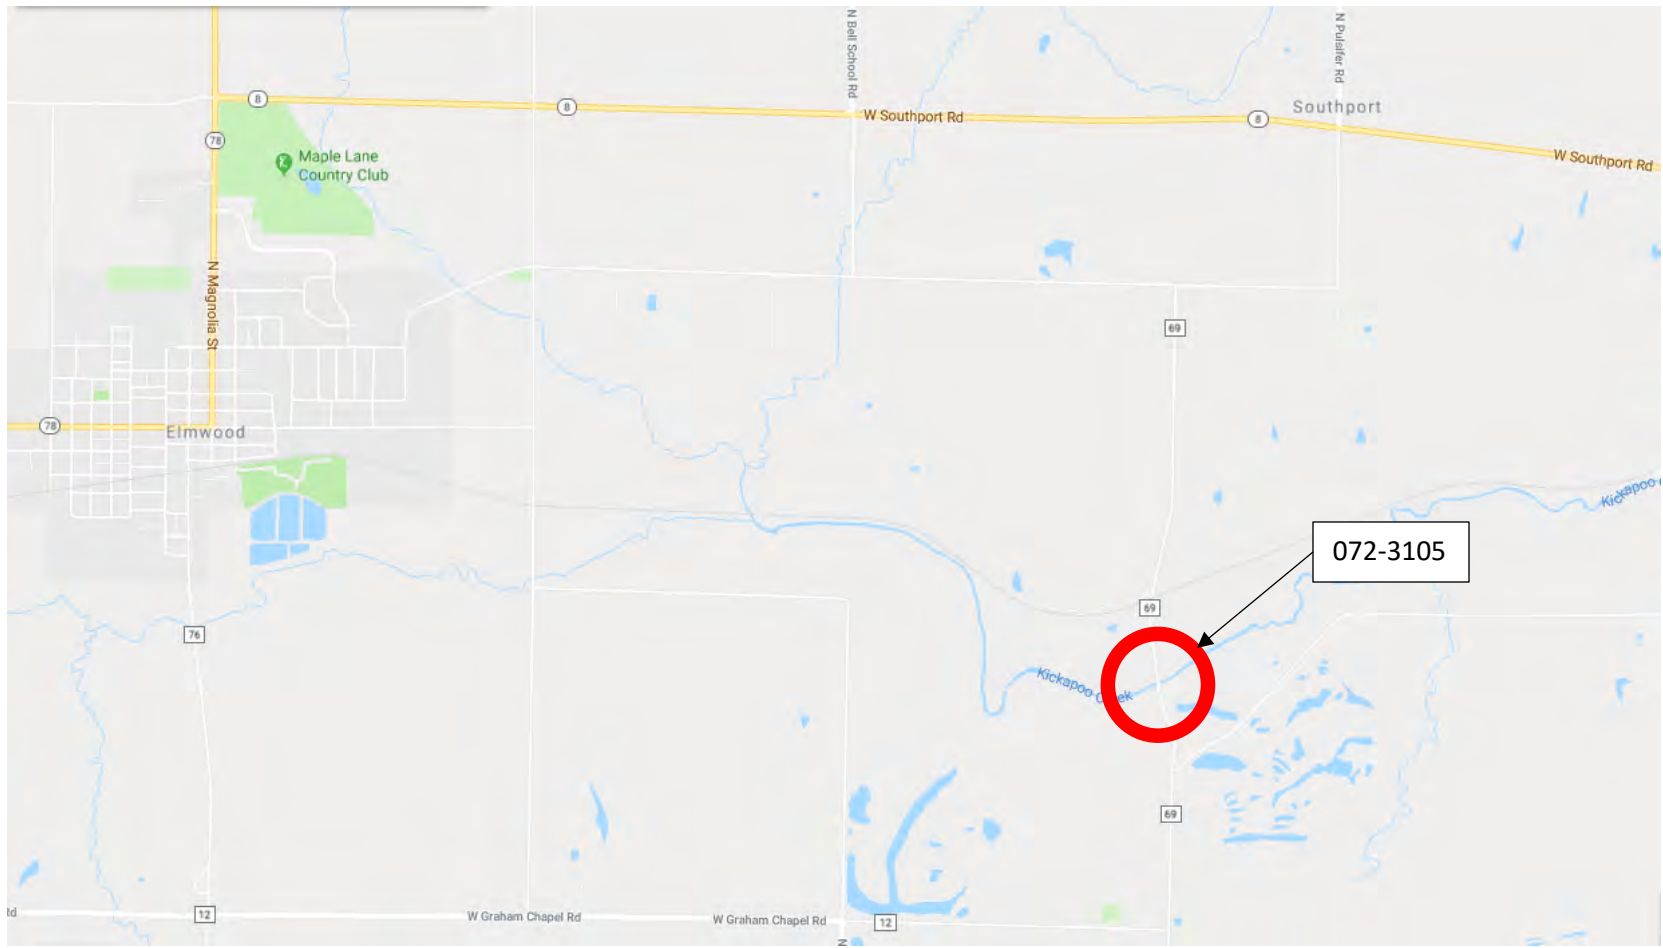 N Bell School Rd
N Pulsifer Rd
8
8
W Southport Rd
8
Southport
W Southport Rd
78
Maple Lane
Country Club
N Magnolia St
69
78
Elmwood
Kickapoo
072-3105
69
76
Kickapoo Creek
69
12
W Graham Chapel Rd
W Graham Chapel Rd
12
N